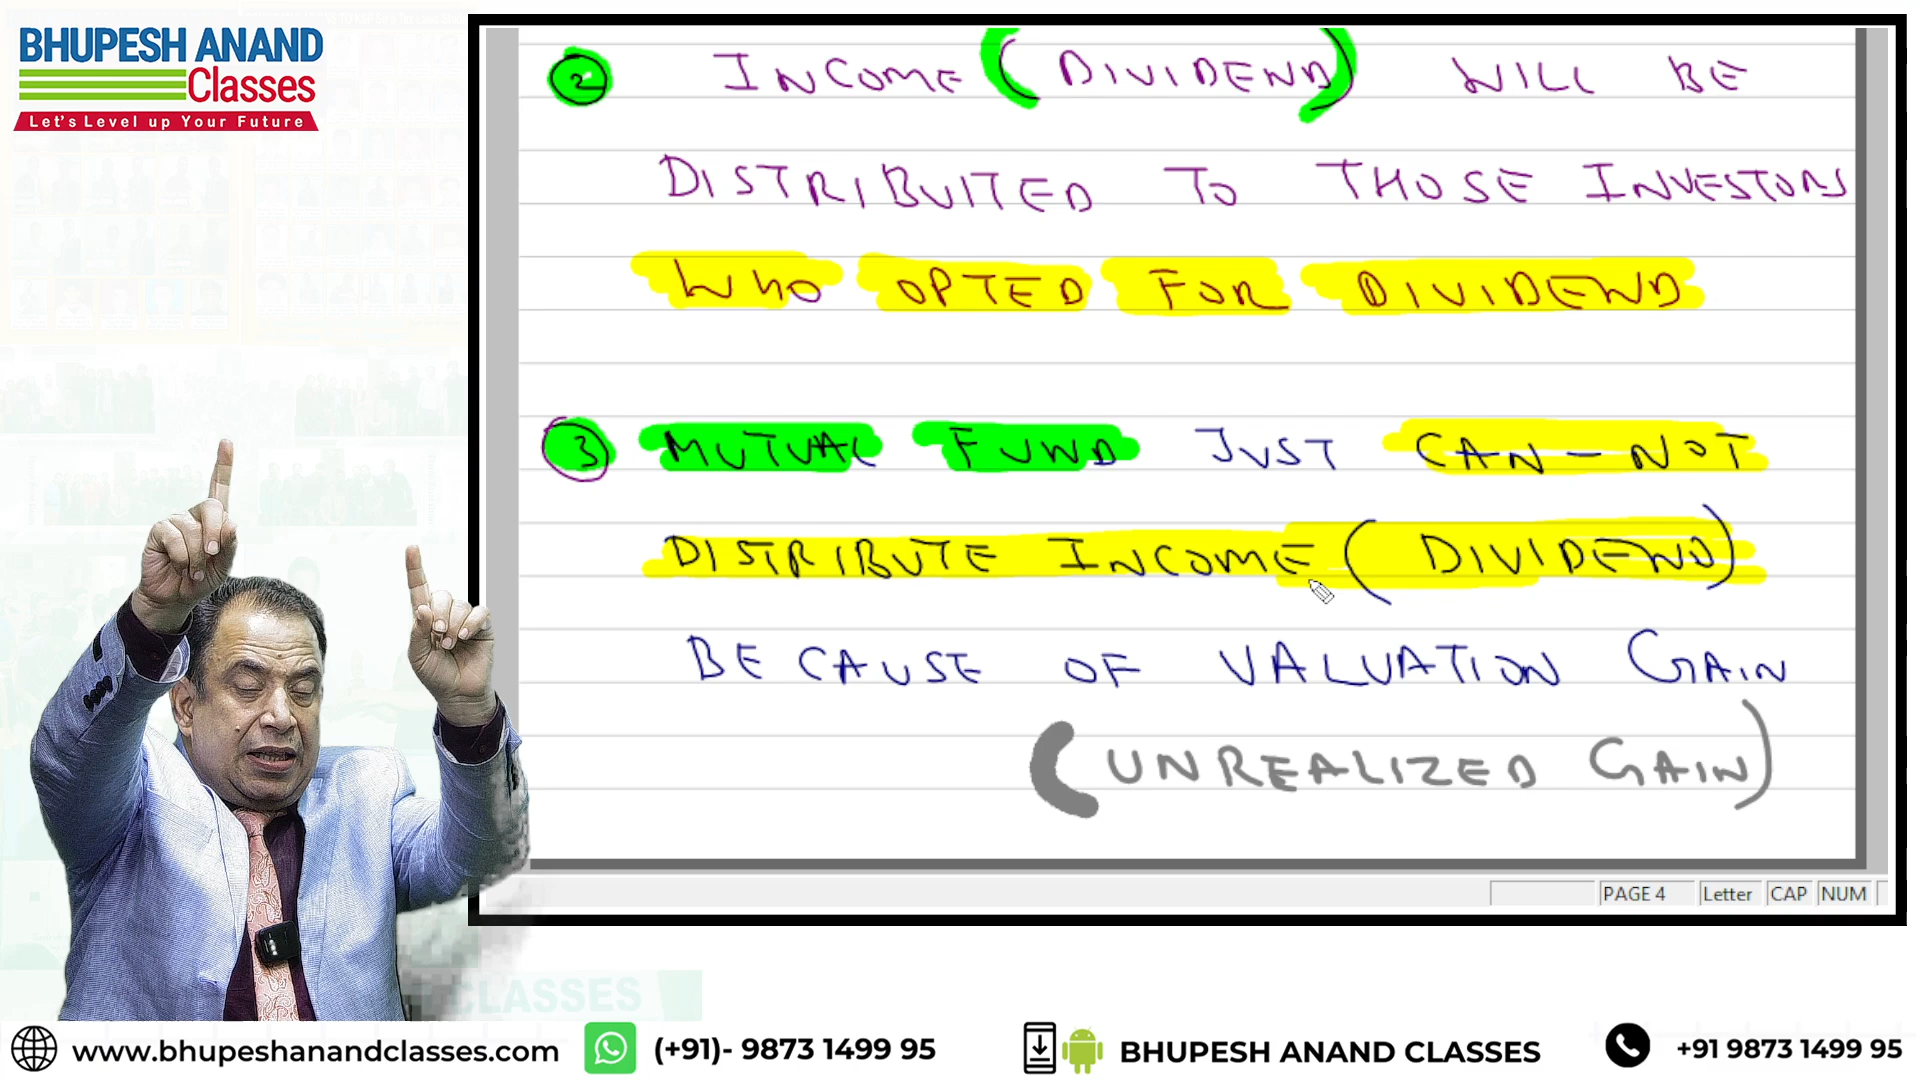 BHUPESH ANAND
Classes
Let's Level up Your Future
2 INCOME (DIVIDEND) WILL BE
DISTRIBUITED TO THOSE INVESTORS
WHO OPTED FOR DIVIDEND
3 MUTUAL FUND JUST CAN-NOT
DISTRIBUTE INCOME (DIVIDEND)
BECAUSE OF VALUATION GAIN
(UNREALIZED GAIN)
PAGE 4 Letter CAP NUM
CLASSES
www.bhupeshanandclasses.com (+91)- 9873 1499 95 BHUPESH ANAND CLASSES +91 9873 1499 95